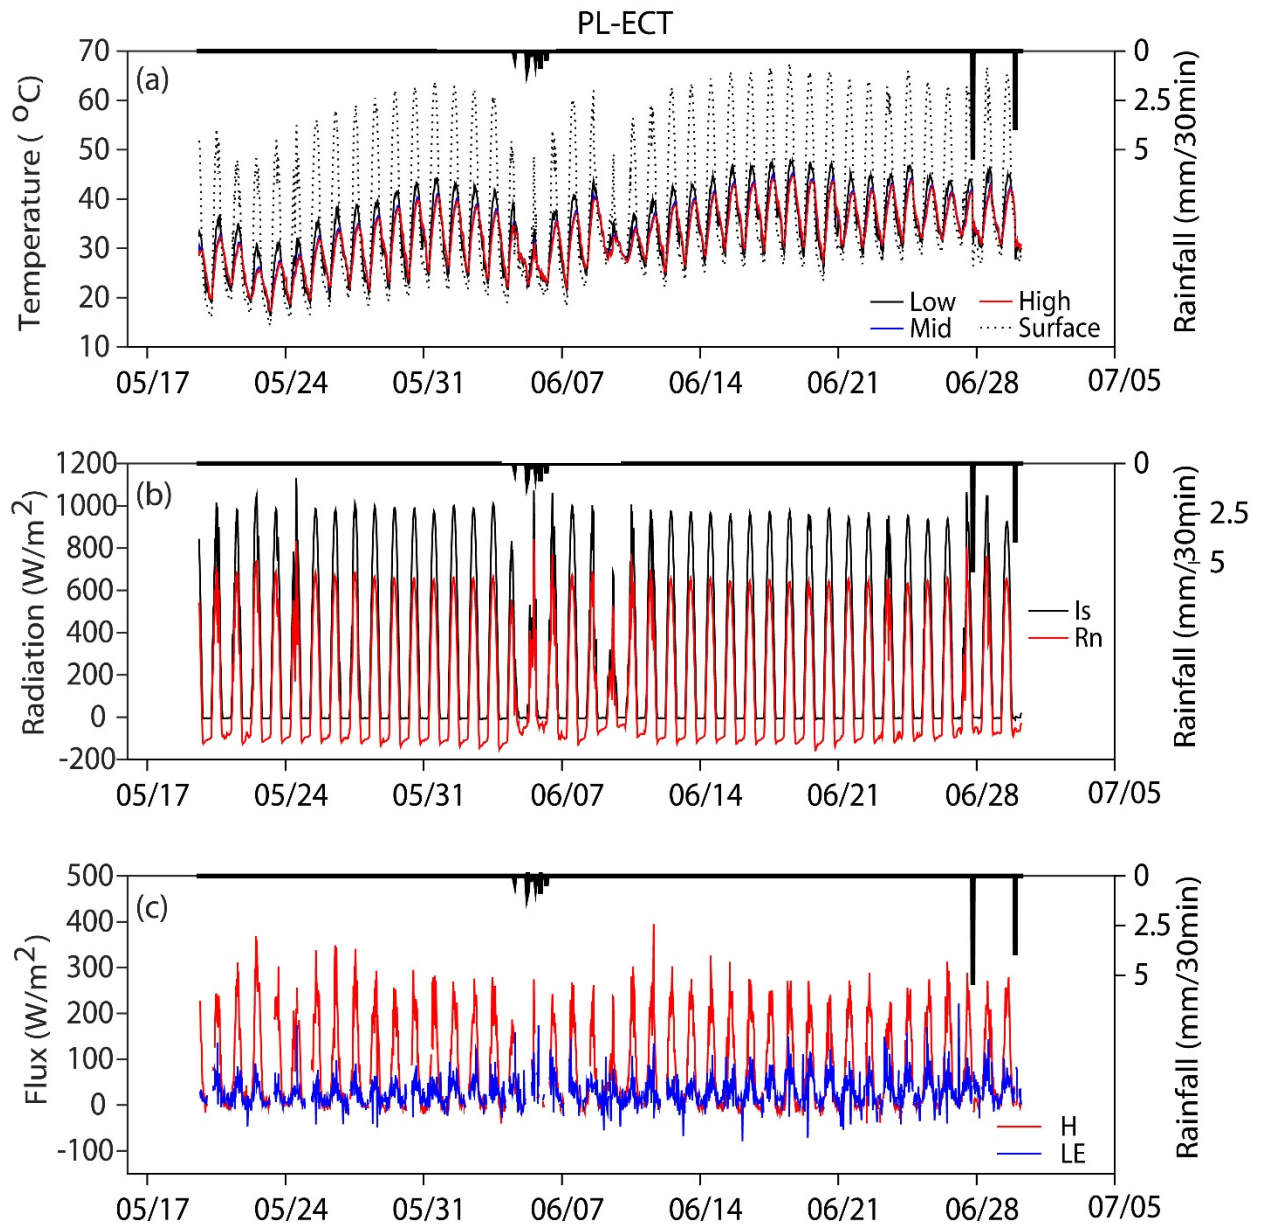 PL-ECT
(a)
Temperature ( °C)
70
60
50
40
30
20
10
0
2.5
5
Rainfall (mm/30min)
Low
High
Mid
Surface
05/17 05/24 05/31 06/07 06/14 06/21 06/28 07/05
(b)
Radiation (W/m2)
1200
1000
800
600
400
200
0
-200
0
2.5
5
Rainfall (mm/30min)
Is
Rn
05/17 05/24 05/31 06/07 06/14 06/21 06/28 07/05
(c)
Flux (W/m2)
500
400
300
200
100
0
-100
0
2.5
5
Rainfall (mm/30min)
H
LE
05/17 05/24 05/31 06/07 06/14 06/21 06/28 07/05